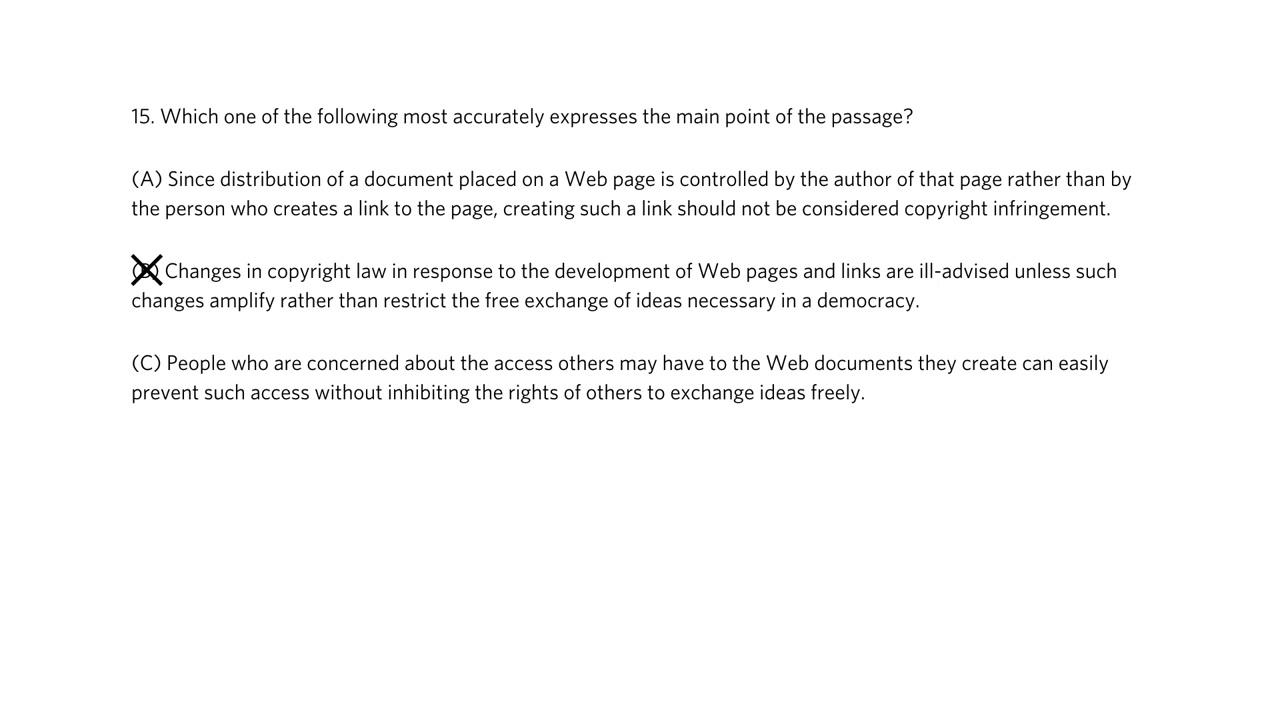 15. Which one of the following most accurately expresses the main point of the passage?
(A) Since distribution of a document placed on a Web page is controlled by the author of that page rather than by
the person who creates a link to the page, creating such a link should not be considered copyright infringement.
(B) Changes in copyright law in response to the development of Web pages and links are ill-advised unless such
changes amplify rather than restrict the free exchange of ideas necessary in a democracy.
(C) People who are concerned about the access others may have to the Web documents they create can easily
prevent such access without inhibiting the rights of others to exchange ideas freely.